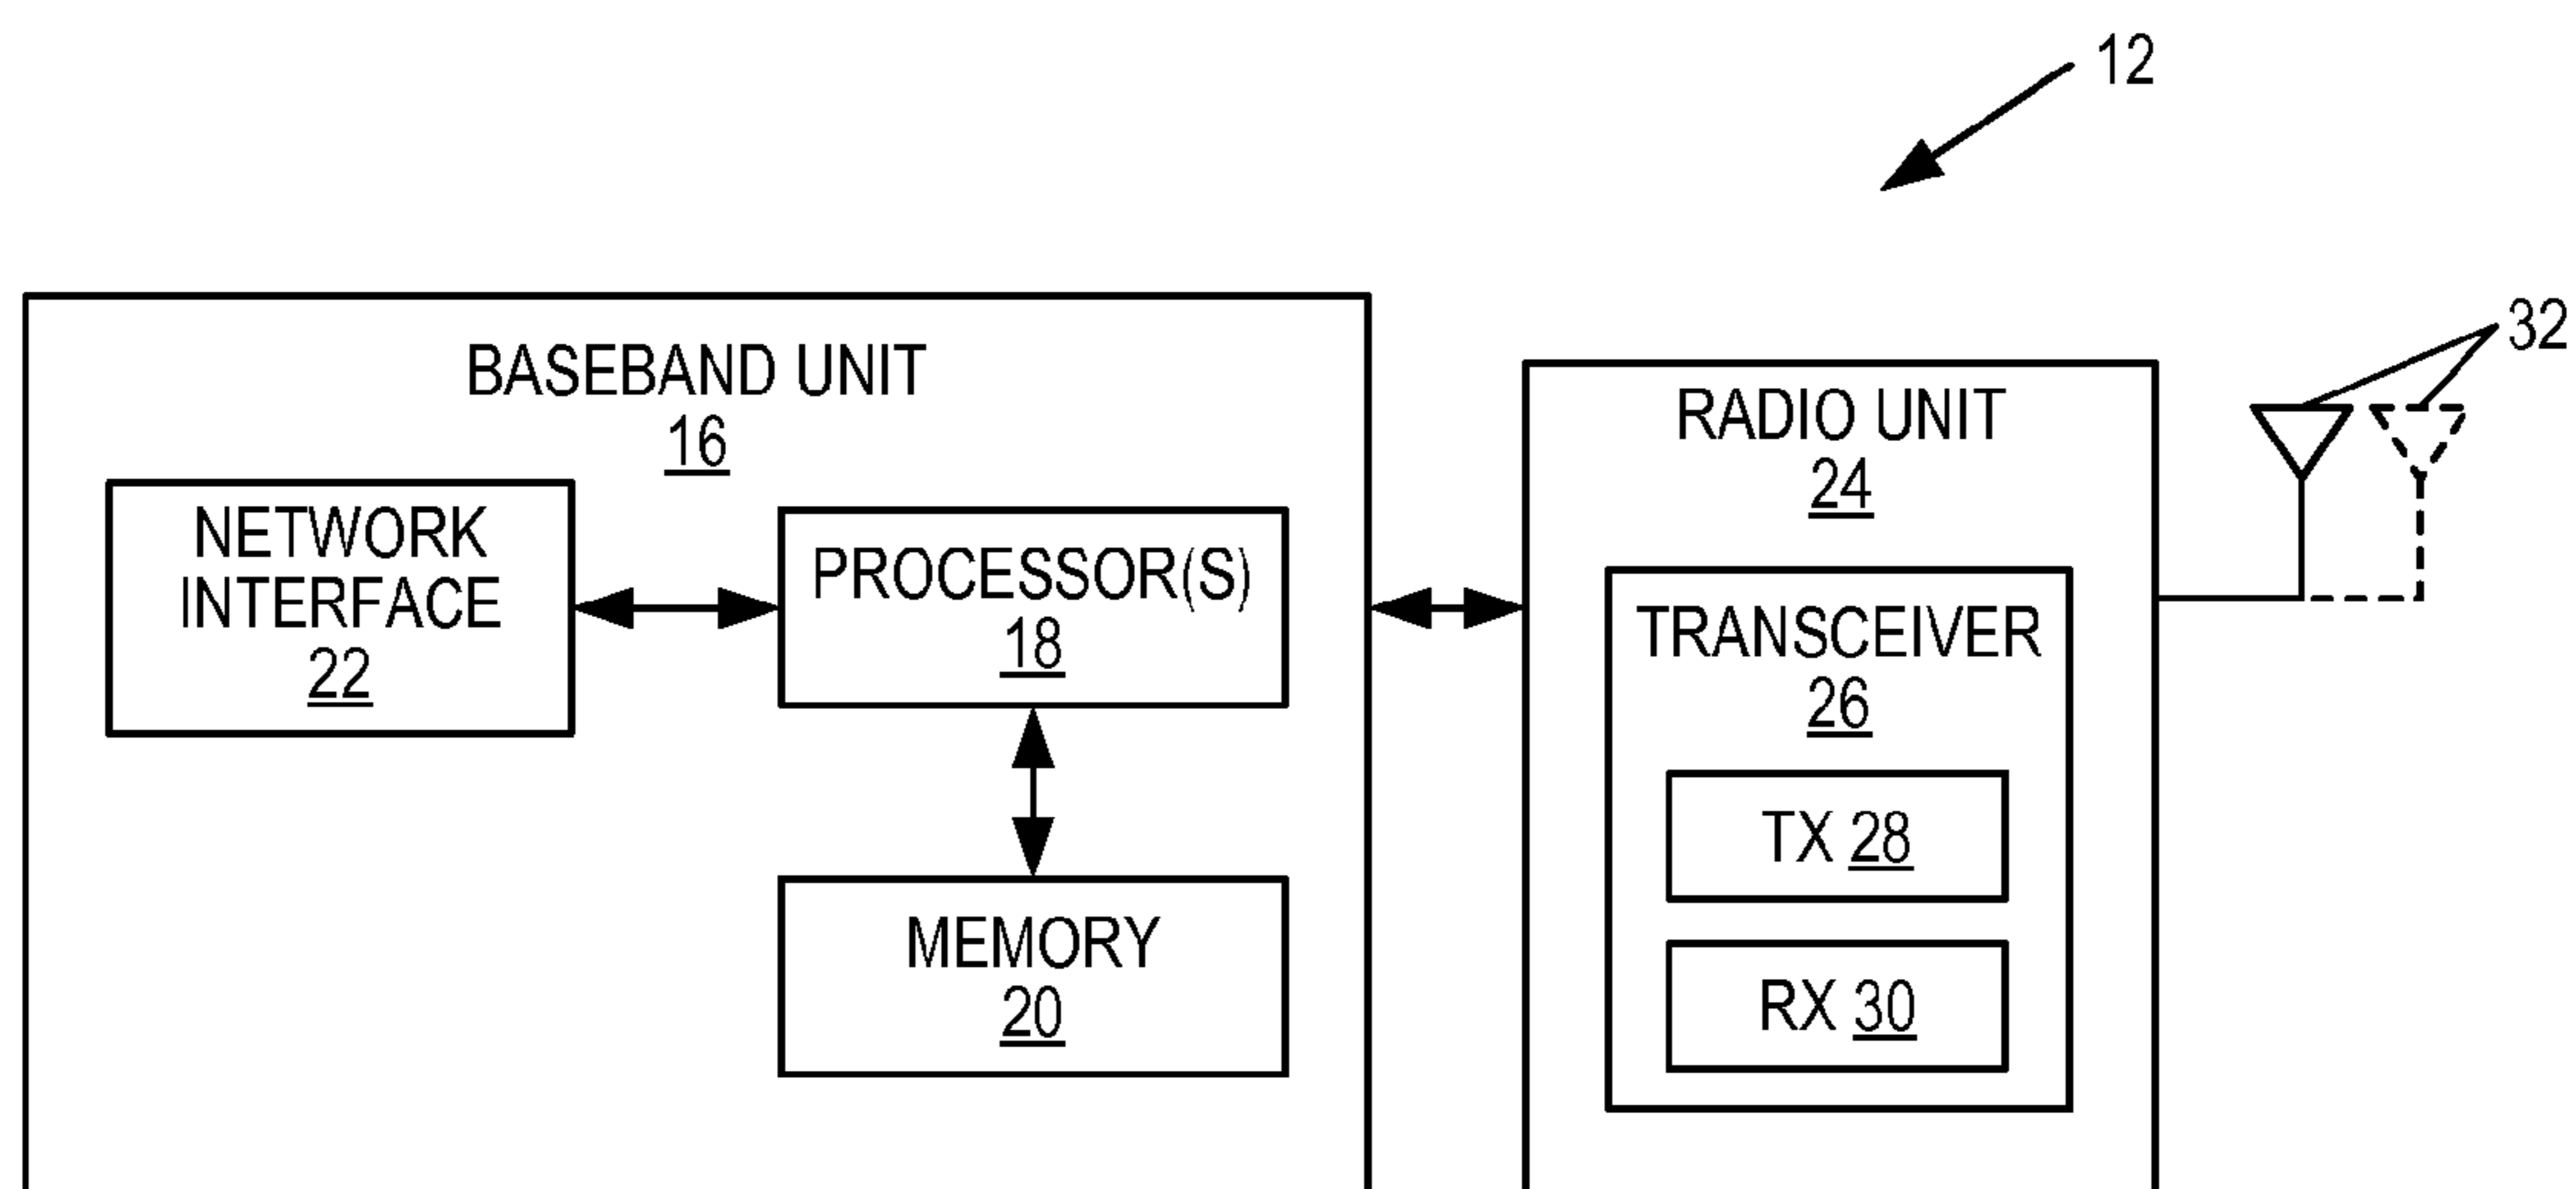 12
32
BASEBAND UNIT
16
NETWORK
INTERFACE
22
PROCESSOR(S)
18
MEMORY
20
RADIO UNIT
24
TRANSCEIVER
26
TX 28
RX 30